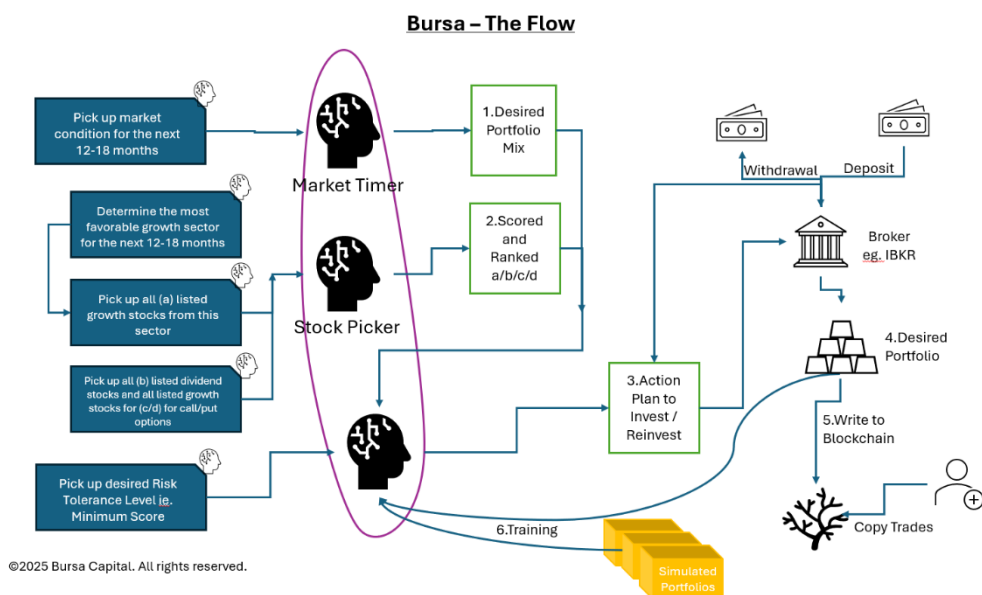 Bursa – The Flow
Pick up market
condition for the next
12-18 months
Market Timer
1.Desired
Portfolio
Mix
Withdrawal
Deposit
Determine the most
favorable growth sector
for the next 12-18 months
Stock Picker
2.Scored
and
Ranked
a/b/c/d
Broker
eg. IBKR
Pick up all (a) listed
growth stocks from this
sector
4.Desired
Portfolio
Pick up all (b) listed dividend
stocks and all listed growth
stocks for (c/d) for call/put
options
3.Action
Plan to
Invest /
Reinvest
5.Write to
Blockchain
Pick up desired Risk
Tolerance Level ie.
Minimum Score
6.Training
Copy Trades
Simulated
Portfolios
©2025 Bursa Capital. All rights reserved.